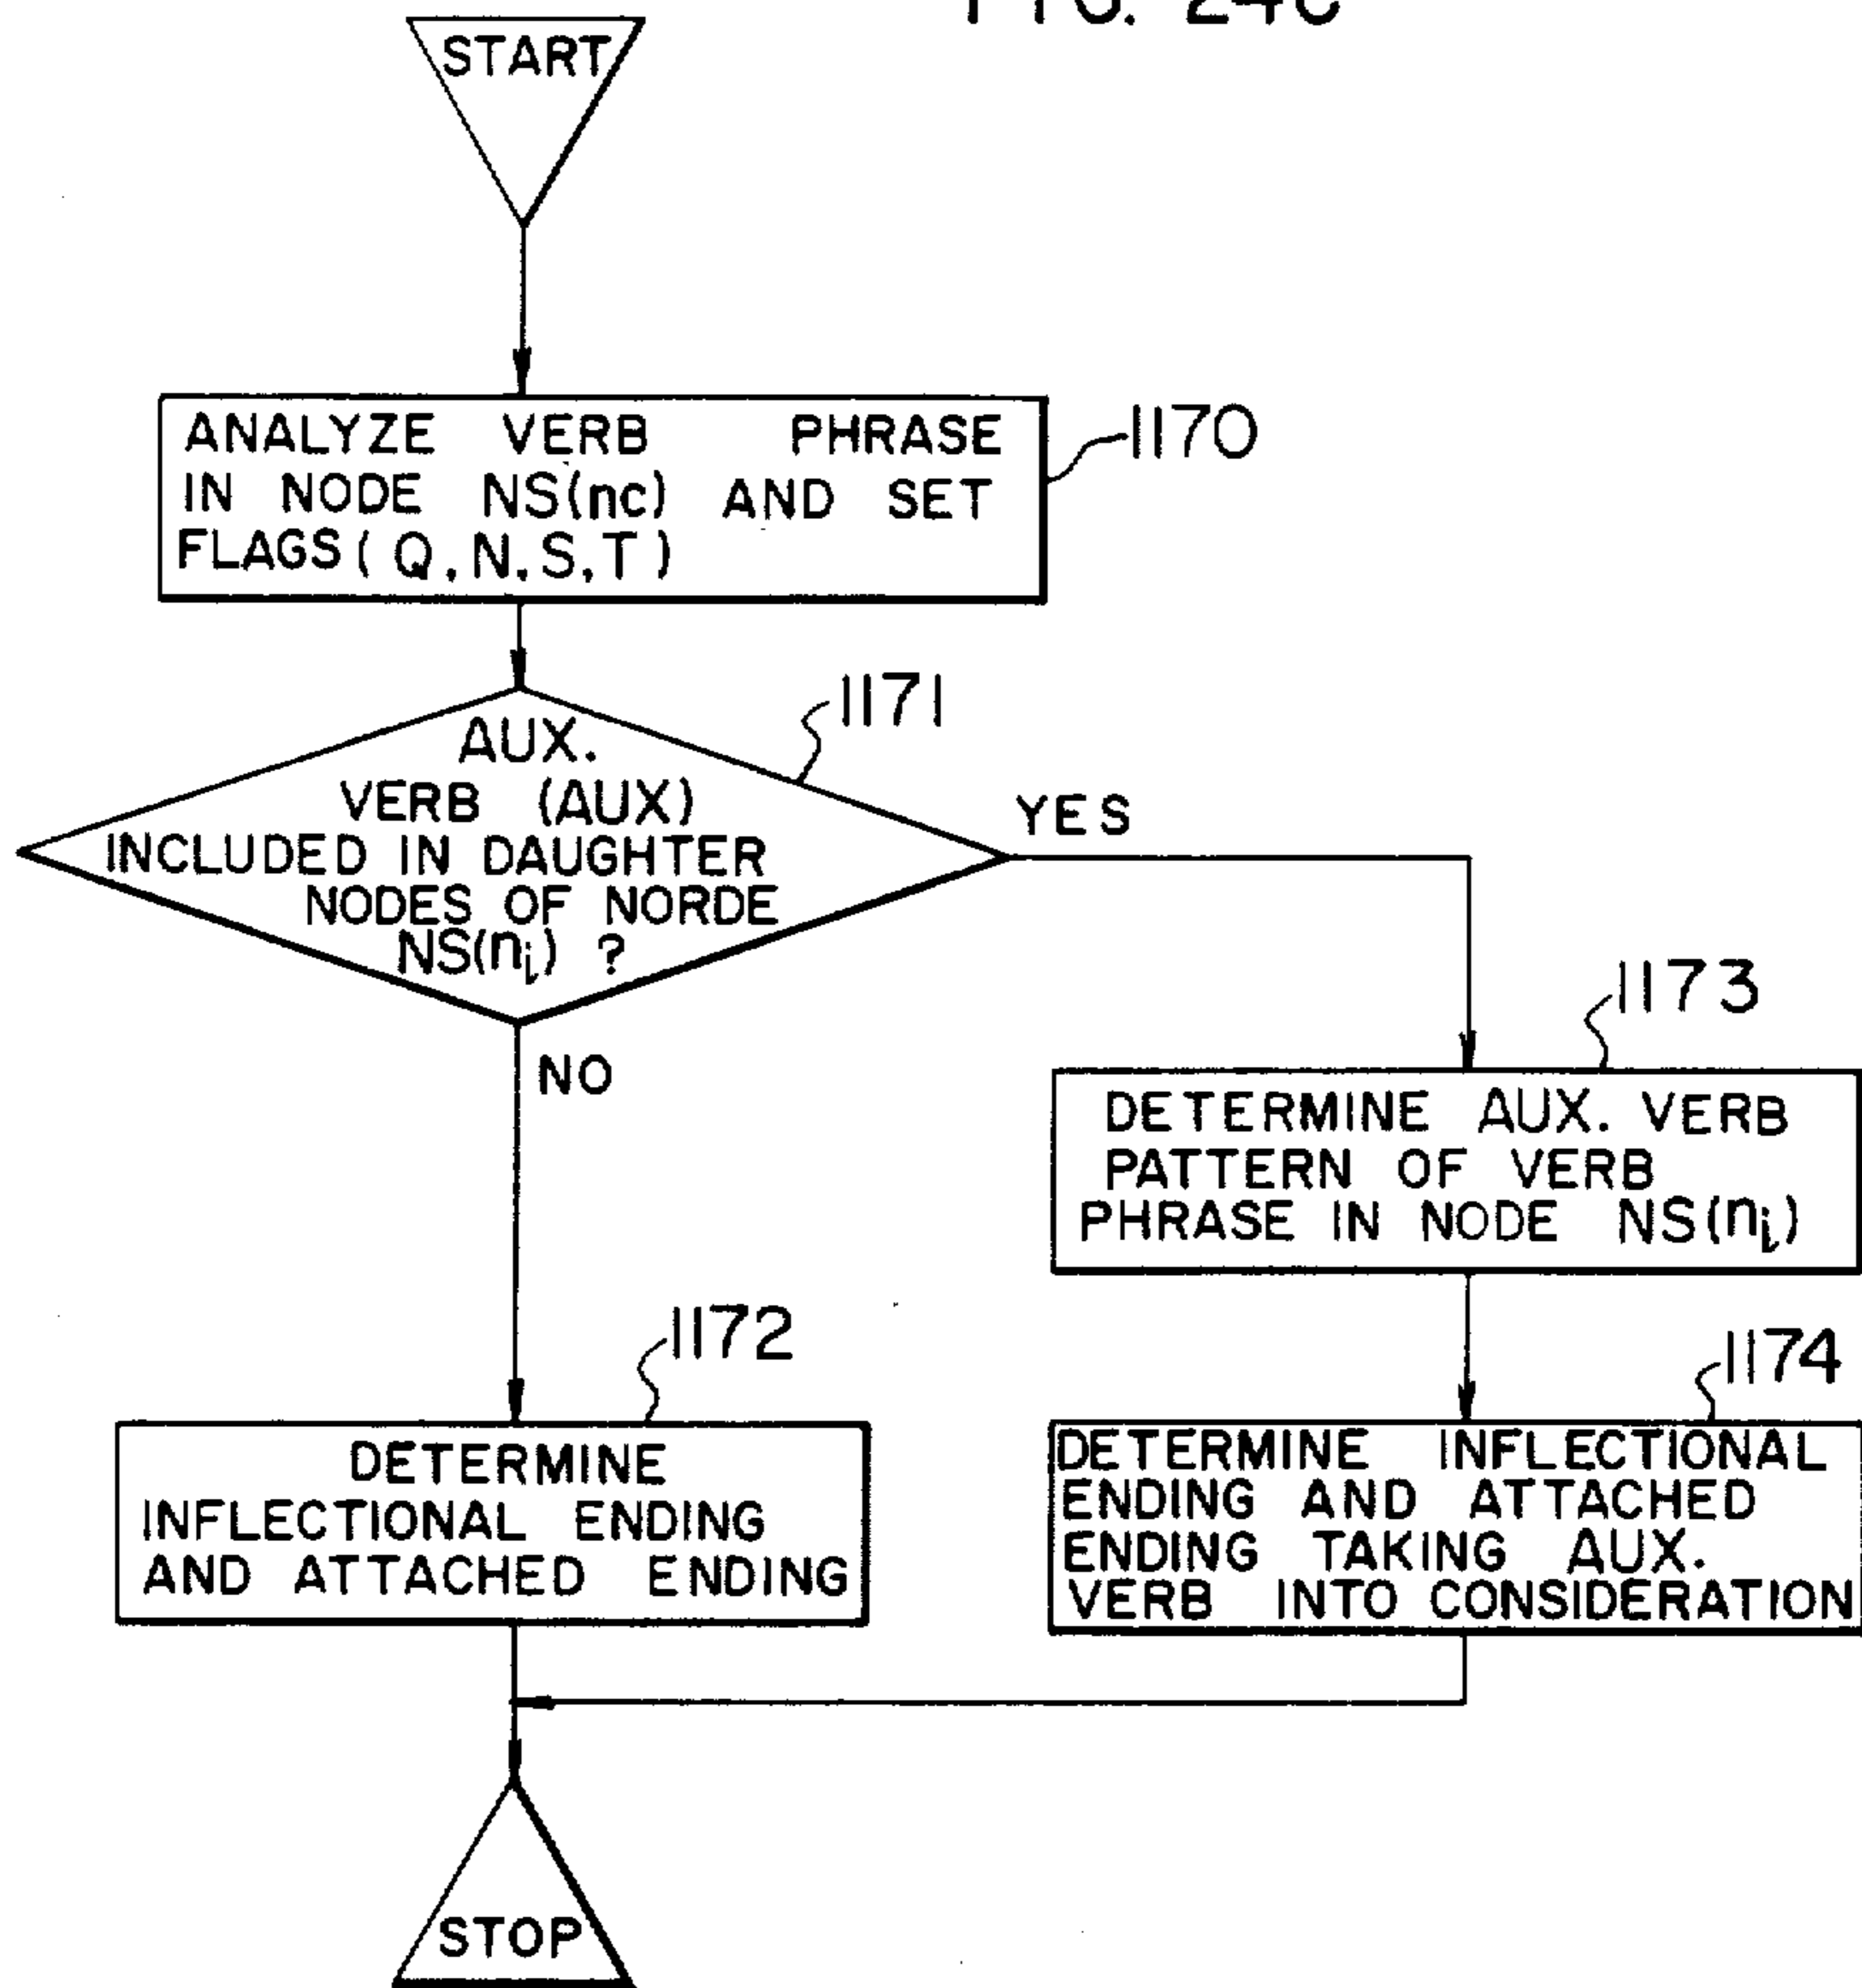 FIG. 24C
START
ANALYZE VERB PHRASE
IN NODE NS(nc) AND SET
FLAGS( Q, N, S, T )
1170
AUX.
VERB (AUX)
INCLUDED IN DAUGHTER
NODES OF NORDE
NS(ni) ?
1171
YES
NO
1173
DETERMINE AUX. VERB
PATTERN OF VERB
PHRASE IN NODE NS(ni)
1172
DETERMINE
INFLECTIONAL ENDING
AND ATTACHED ENDING
1174
DETERMINE INFLECTIONAL
ENDING AND ATTACHED
ENDING TAKING AUX.
VERB INTO CONSIDERATION
STOP